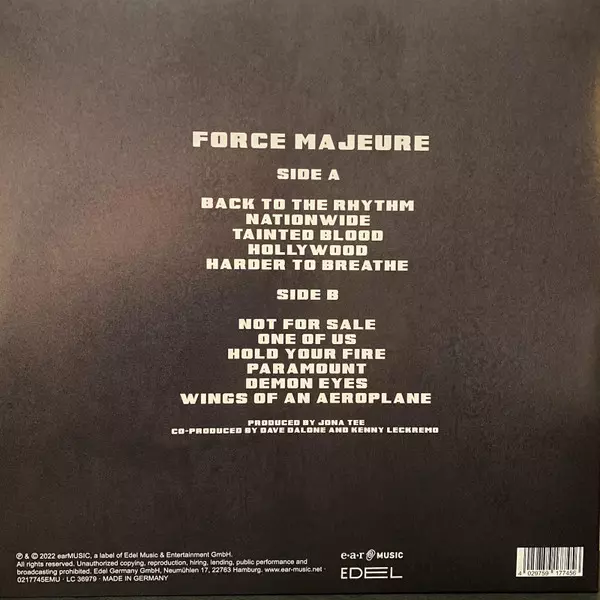 FORCE MAJEURE
SIDE A
BACK TO THE RHYTHM
NATIONWIDE
TAINTED BLOOD
HOLLYWOOD
HARDER TO BREATHE
SIDE B
NOT FOR SALE
ONE OF US
HOLD YOUR FIRE
PARAMOUNT
DEMON EYES
WINGS OF AN AEROPLANE
PRODUCED BY JONA TEE
CO-PRODUCED BY DAVE DALONE AND KENNY LECKREMO
℗ & © 2022 earMUSIC, a label of Edel Music & Entertainment GmbH.
All rights reserved. Unauthorized copying, reproduction, hiring, lending, public performance and
broadcasting prohibited. Edel Germany GmbH, Neumühlen 17, 22763 Hamburg. www.ear-music.net ·
0217745EMU · LC 36979 · MADE IN GERMANY
e·a·r MUSIC
EDEL
4 029759 177456